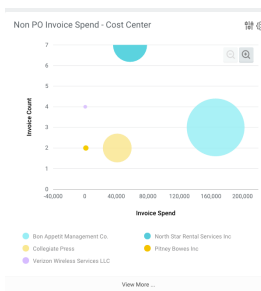 Non PO Invoice Spend - Cost Center
7
6
5
4
3
2
1
0
Invoice Count
-40,000 0 40,000 80,000 120,000 160,000 200,000
Invoice Spend
Bon Appetit Management Co.
North Star Rental Services Inc
Collegiate Press
Pitney Bowes Inc
Verizon Wireless Services LLC
View More ...